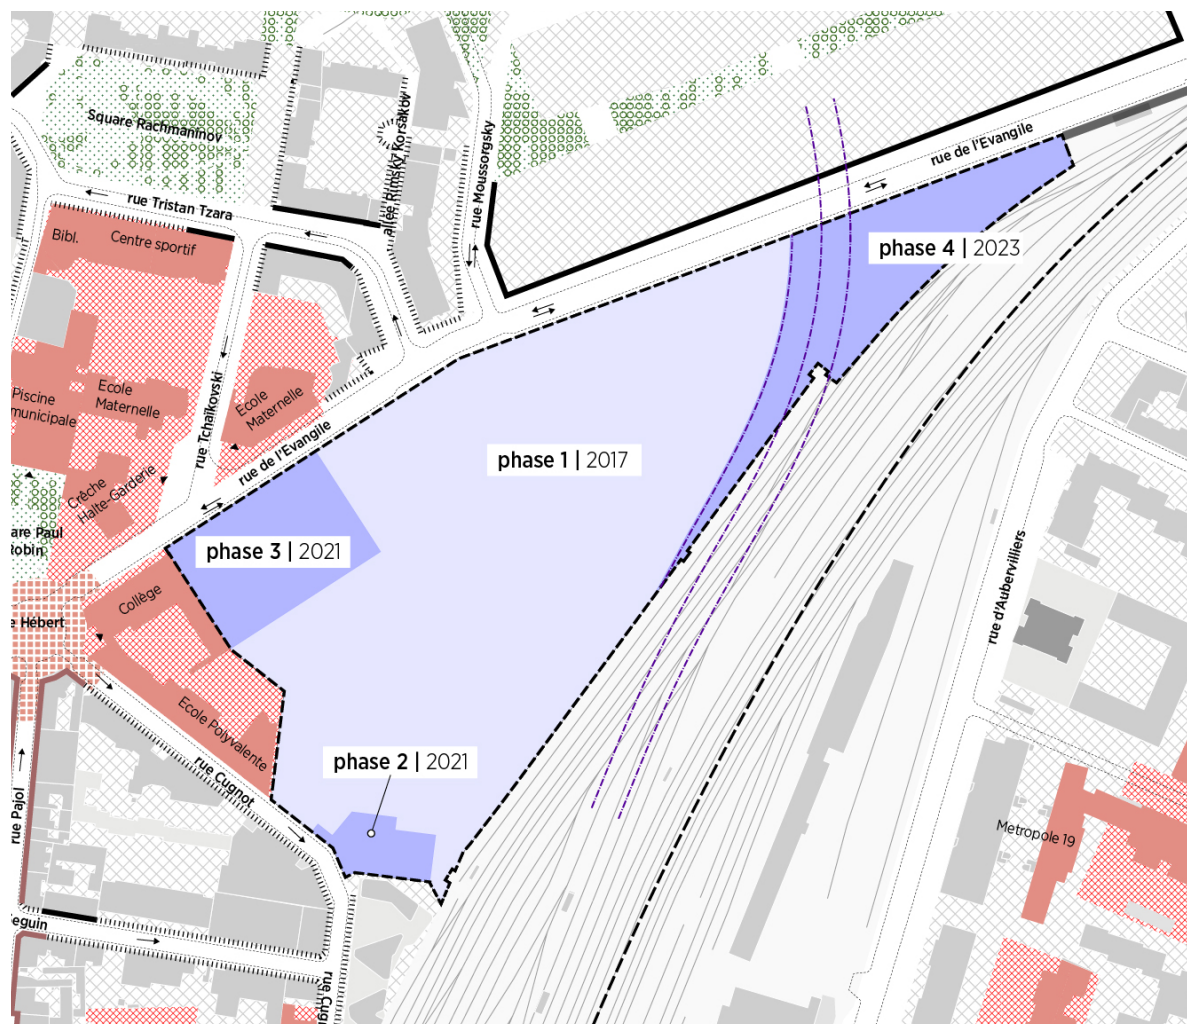 Square Rachmaninov
allée Rimsky Korsakov
rue Moussorgsky
rue de l'Evangile
rue Tristan Tzara
Bibl.
Centre sportif
phase 4 | 2023
Piscine
municipale
Ecole
Maternelle
rue Tchaïkovski
Ecole
Maternelle
rue de l'Evangile
phase 1 | 2017
Crèche
Halte-Garderie
are Paul
Robin
phase 3 | 2021
Collège
e Hébert
rue d'Aubervilliers
Ecole Polyvalente
phase 2 | 2021
rue Cugnot
rue Pajol
Metropole 19
eguin
rue Cugn